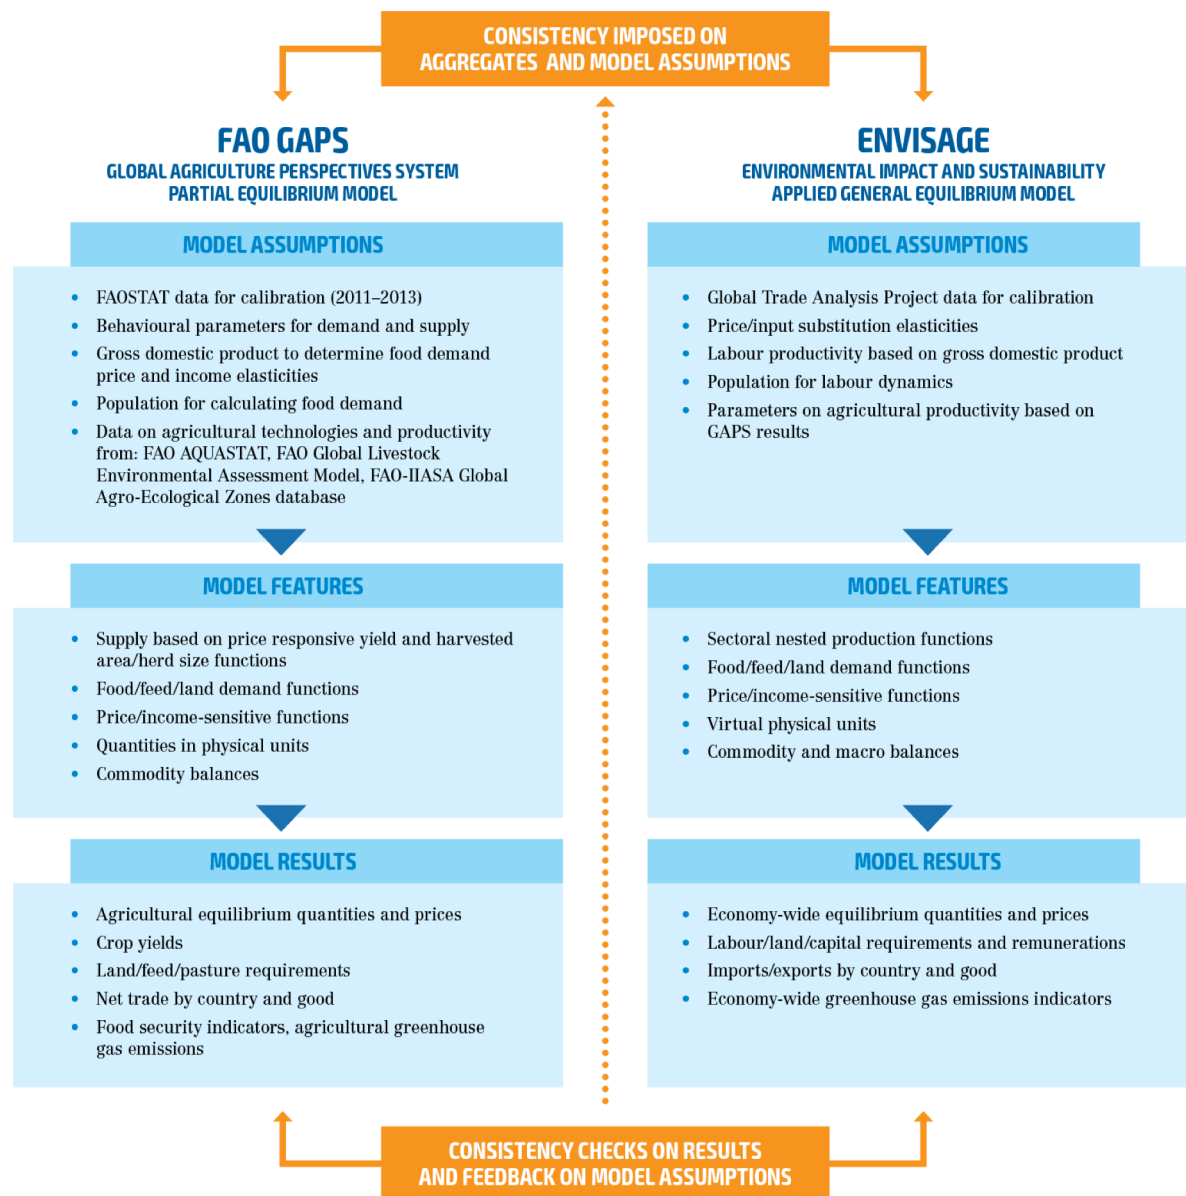 CONSISTENCY IMPOSED ON
AGGREGATES AND MODEL ASSUMPTIONS
FAO GAPS
GLOBAL AGRICULTURE PERSPECTIVES SYSTEM
PARTIAL EQUILIBRIUM MODEL
MODEL ASSUMPTIONS
• FAOSTAT data for calibration (2011–2013)
• Behavioural parameters for demand and supply
• Gross domestic product to determine food demand
price and income elasticities
• Population for calculating food demand
• Data on agricultural technologies and productivity
from: FAO AQUASTAT, FAO Global Livestock
Environmental Assessment Model, FAO-IIASA Global
Agro-Ecological Zones database
MODEL FEATURES
• Supply based on price responsive yield and harvested
area/herd size functions
• Food/feed/land demand functions
• Price/income-sensitive functions
• Quantities in physical units
• Commodity balances
MODEL RESULTS
• Agricultural equilibrium quantities and prices
• Crop yields
• Land/feed/pasture requirements
• Net trade by country and good
• Food security indicators, agricultural greenhouse
gas emissions
ENVISAGE
ENVIRONMENTAL IMPACT AND SUSTAINABILITY
APPLIED GENERAL EQUILIBRIUM MODEL
MODEL ASSUMPTIONS
• Global Trade Analysis Project data for calibration
• Price/input substitution elasticities
• Labour productivity based on gross domestic product
• Population for labour dynamics
• Parameters on agricultural productivity based on
GAPS results
MODEL FEATURES
• Sectoral nested production functions
• Food/feed/land demand functions
• Price/income-sensitive functions
• Virtual physical units
• Commodity and macro balances
MODEL RESULTS
• Economy-wide equilibrium quantities and prices
• Labour/land/capital requirements and remunerations
• Imports/exports by country and good
• Economy-wide greenhouse gas emissions indicators
CONSISTENCY CHECKS ON RESULTS
AND FEEDBACK ON MODEL ASSUMPTIONS